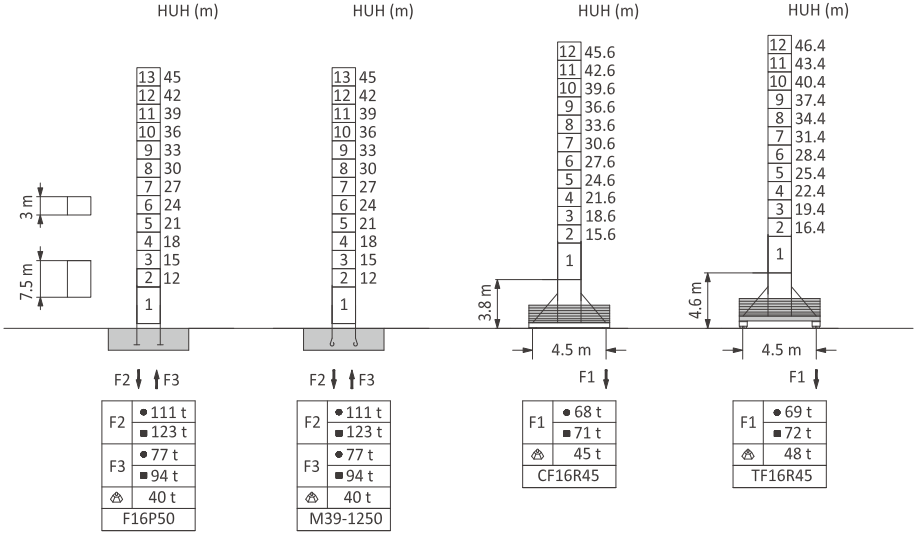 HUH (m)
HUH (m)
HUH (m)
HUH (m)
13 45
12 42
11 39
10 36
9 33
8 30
7 27
6 24
5 21
4 18
3 15
2 12
1
3 m
7.5 m
13 45
12 42
11 39
10 36
9 33
8 30
7 27
6 24
5 21
4 18
3 15
2 12
1
12 45.6
11 42.6
10 39.6
9 36.6
8 33.6
7 30.6
6 27.6
5 24.6
4 21.6
3 18.6
2 15.6
1
3.8 m
4.5 m
12 46.4
11 43.4
10 40.4
9 37.4
8 34.4
7 31.4
6 28.4
5 25.4
4 22.4
3 19.4
2 16.4
1
4.6 m
4.5 m
F2 F3
F2
111 t
123 t
F3
77 t
94 t
40 t
F16P50
F2 F3
F2
111 t
123 t
F3
77 t
94 t
40 t
M39-1250
F1
F1
68 t
71 t
45 t
CF16R45
F1
F1
69 t
72 t
48 t
TF16R45